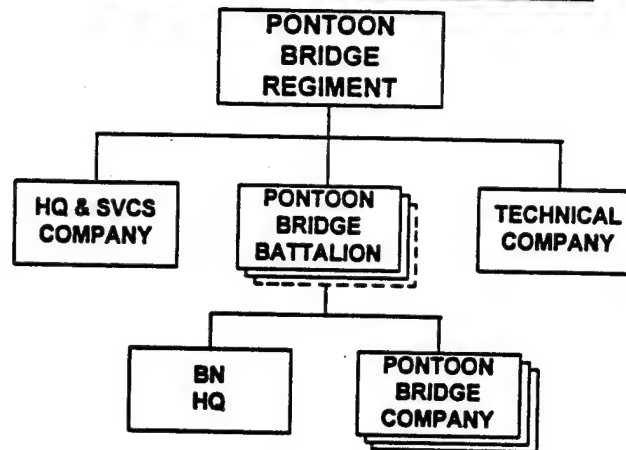 PONTOON
BRIDGE
REGIMENT
HQ & SVCS
COMPANY
PONTOON
BRIDGE
BATTALION
TECHNICAL
COMPANY
BN
HQ
PONTOON
BRIDGE
COMPANY